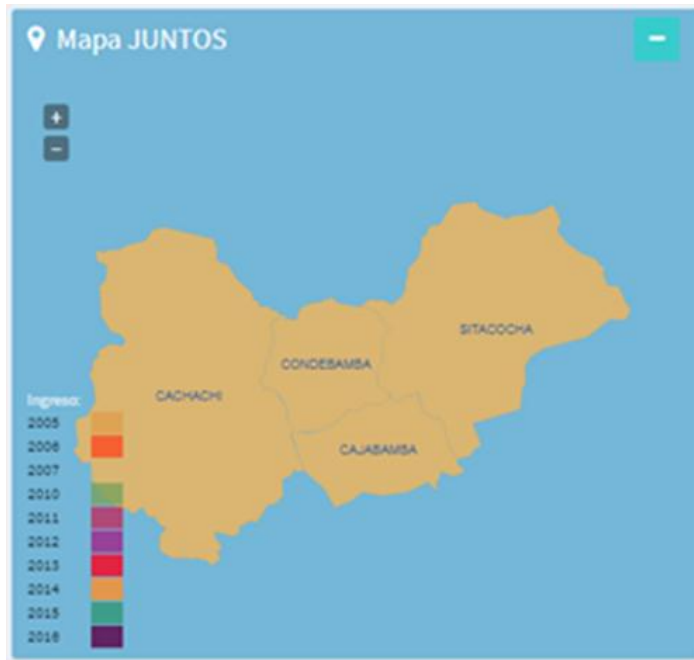 Mapa JUNTOS
−
+
−
SITACOCHA
CONDEBAMBA
CACHACHI
CAJABAMBA
Ingreso:
2005
2006
2007
2010
2011
2012
2013
2014
2015
2016